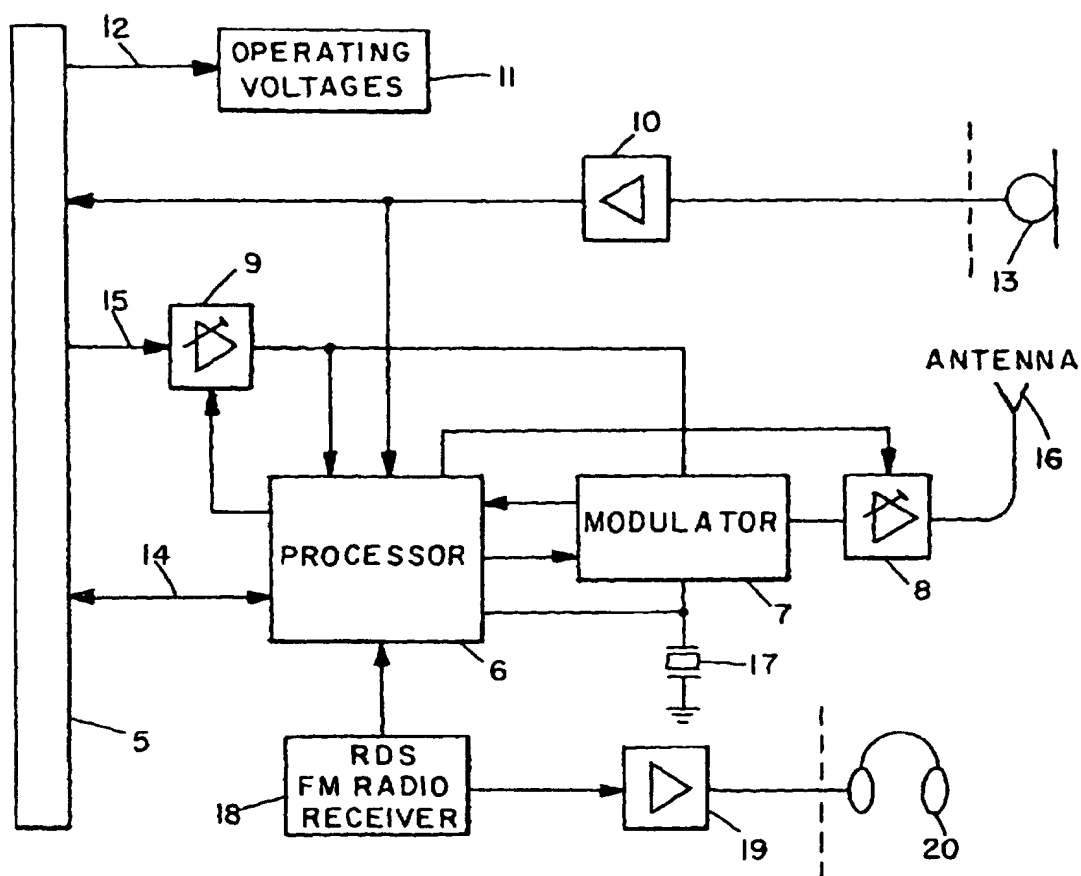 12
OPERATING
VOLTAGES
11
10
13
9
15
ANTENNA
16
PROCESSOR
MODULATOR
14
8
7
6
17
5
RDS
FM RADIO
RECEIVER
18
19
20